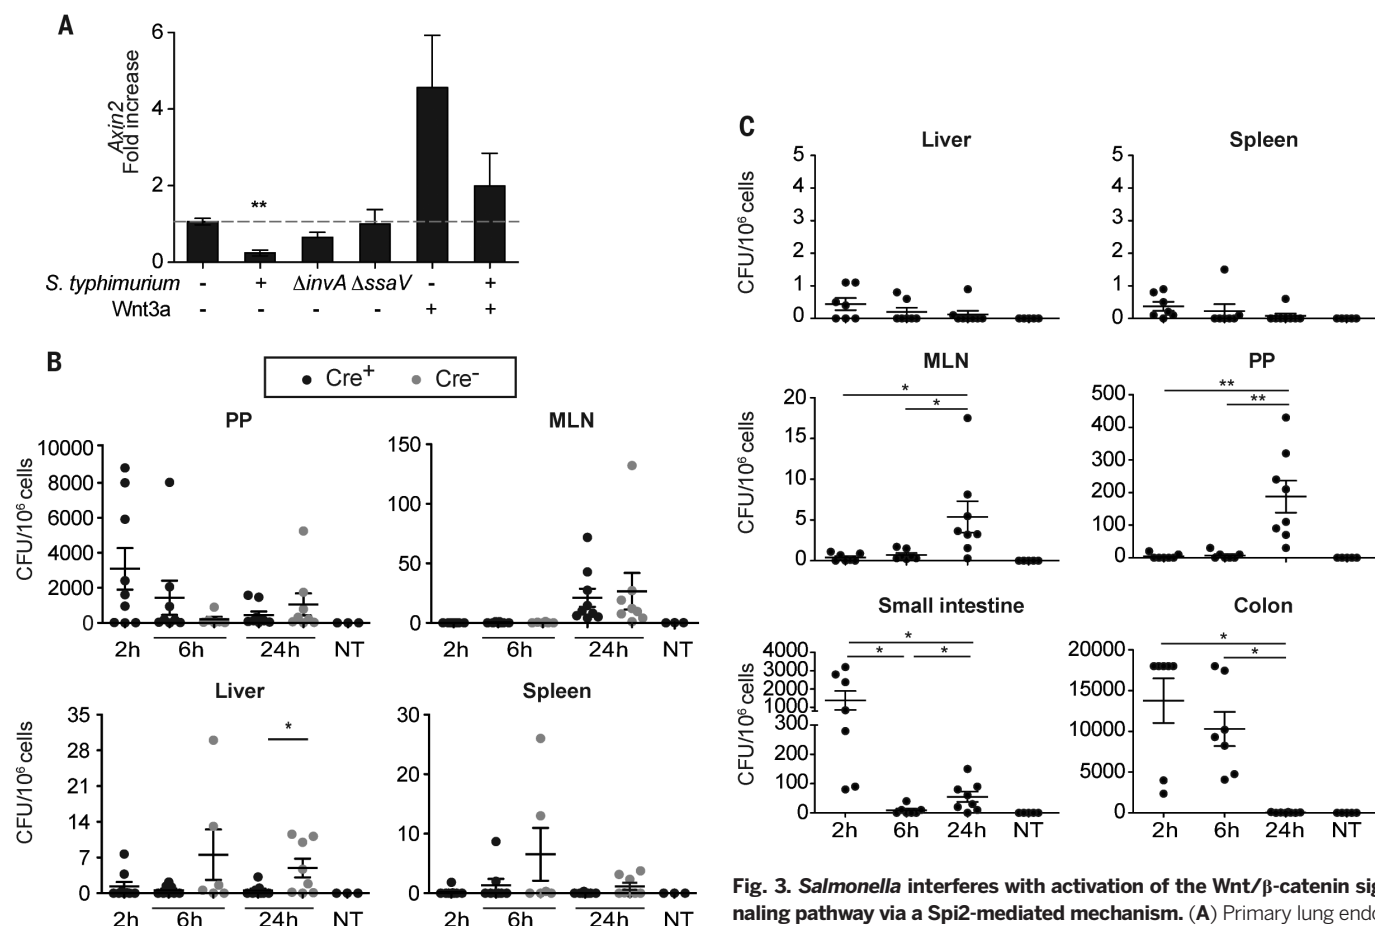 A
6
4
2
0
Axin2
Fold increase
**
S. typhimurium - + ΔinvA ΔssaV - +
Wnt3a - - - - + +
B
Cre+ Cre-
PP
CFU/10⁶ cells
10000
8000
6000
4000
2000
0
2h 6h 24h NT
MLN
150
100
50
0
2h 6h 24h NT
Liver
CFU/10⁶ cells
35
28
21
14
7
0
*
2h 6h 24h NT
Spleen
30
20
10
0
2h 6h 24h NT
C
Liver
CFU/10⁶ cells
5
4
3
2
1
0
Spleen
5
4
3
2
1
0
MLN
CFU/10⁶ cells
20
15
10
5
0
*
*
PP
500
400
300
200
100
0
**
**
Small intestine
CFU/10⁶ cells
4000
3000
2000
1000
300
200
100
0
*
* *
2h 6h 24h NT
Colon
20000
15000
10000
5000
0
*
*
2h 6h 24h NT
Fig. 3. Salmonella interferes with activation of the Wnt/β-catenin sig
naling pathway via a Spi2-mediated mechanism. (A) Primary lung endo